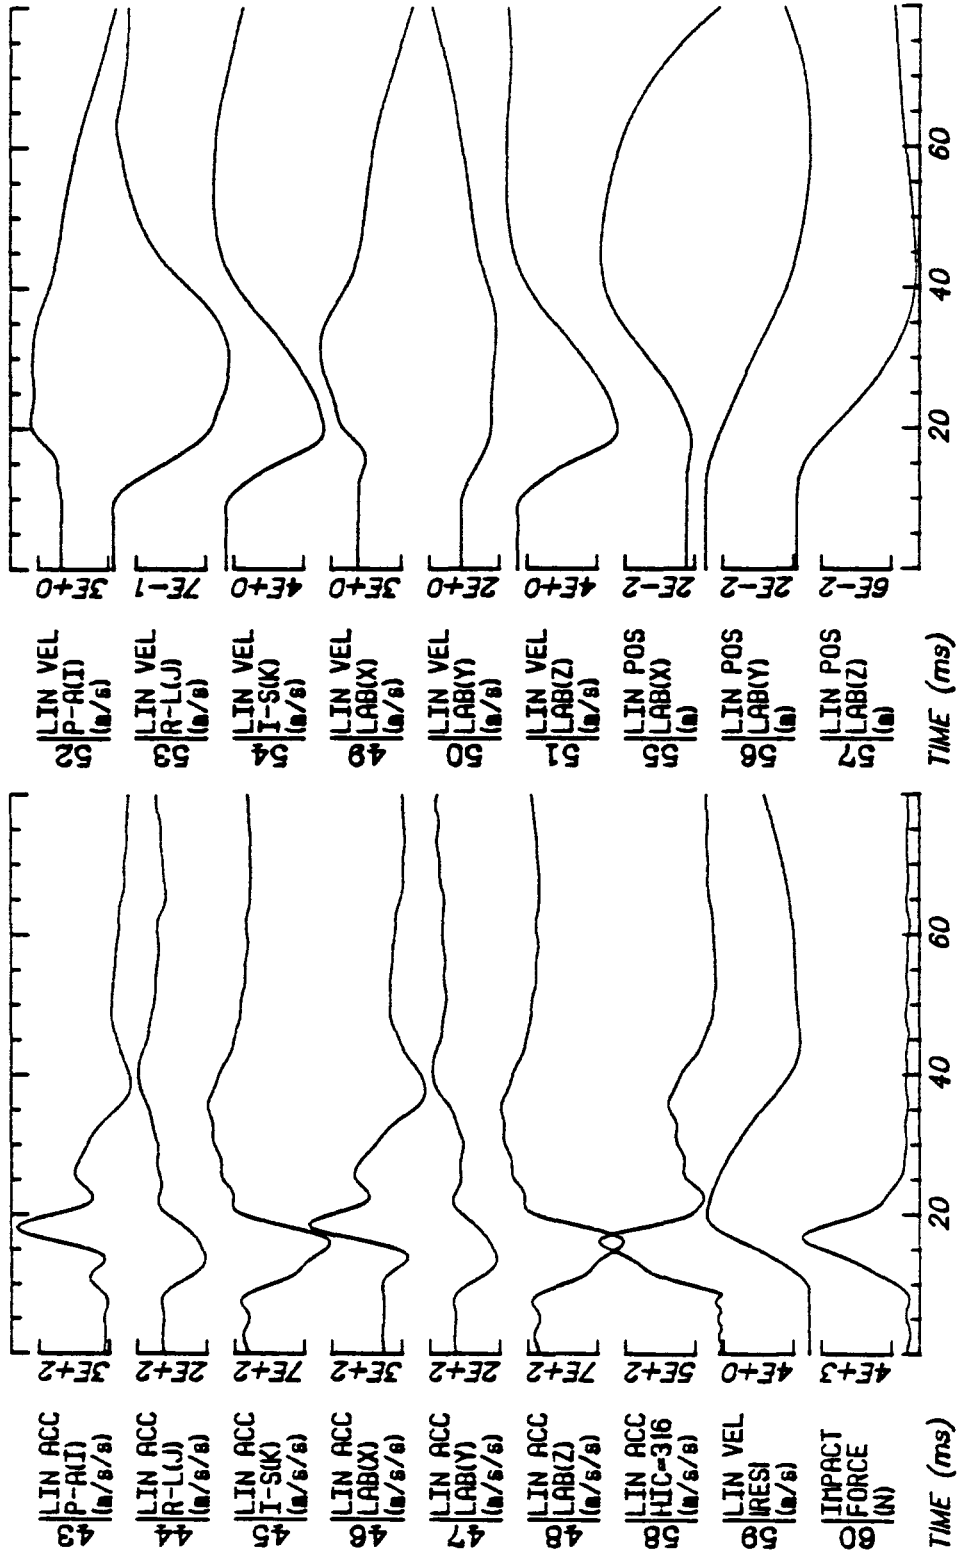 43 LIN ACC
P-A(I)
(m/s/s)
3E+2
44 LIN ACC
R-L(J)
(m/s/s)
2E+2
45 LIN ACC
I-S(K)
(m/s/s)
7E+2
46 LIN ACC
LAB(X)
(m/s/s)
3E+2
47 LIN ACC
LAB(Y)
(m/s/s)
2E+2
48 LIN ACC
LAB(Z)
(m/s/s)
7E+2
58 LIN ACC
HIC=316
(m/s/s)
5E+2
59 LIN VEL
(m/s)
4E+0
60 IMPACT
FORCE
(N)
4E+3
TIME (ms)
20
40
60
52 LIN VEL
P-A(I)
(m/s)
3E+0
53 LIN VEL
R-L(J)
(m/s)
7E-1
54 LIN VEL
I-S(K)
(m/s)
4E+0
49 LIN VEL
LAB(X)
(m/s)
3E+0
50 LIN VEL
LAB(Y)
(m/s)
2E+0
51 LIN VEL
LAB(Z)
(m/s)
4E+0
55 LIN POS
LAB(X)
(m)
2E-2
56 LIN POS
LAB(Y)
(m)
2E-2
57 LIN POS
LAB(Z)
(m)
6E-2
TIME (ms)
20
40
60